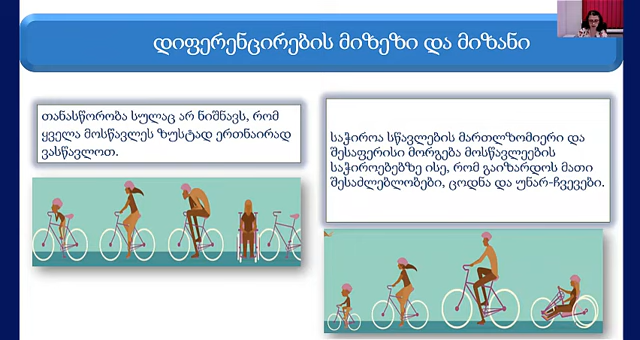 დიფერენცირების მიზეზი და მიზანი
თანასწორობა სულაც არ ნიშნავს, რომ
ყველა მოსწავლეს ზუსტად ერთნაირად
ვასწავლოთ.
საჭიროა სწავლების მართლზომიერი და
შესაფერისი მორგება მოსწავლეების
საჭიროებებზე ისე, რომ გაიზარდოს მათი
შესაძლებლობები, ცოდნა და უნარ-ჩვევები.